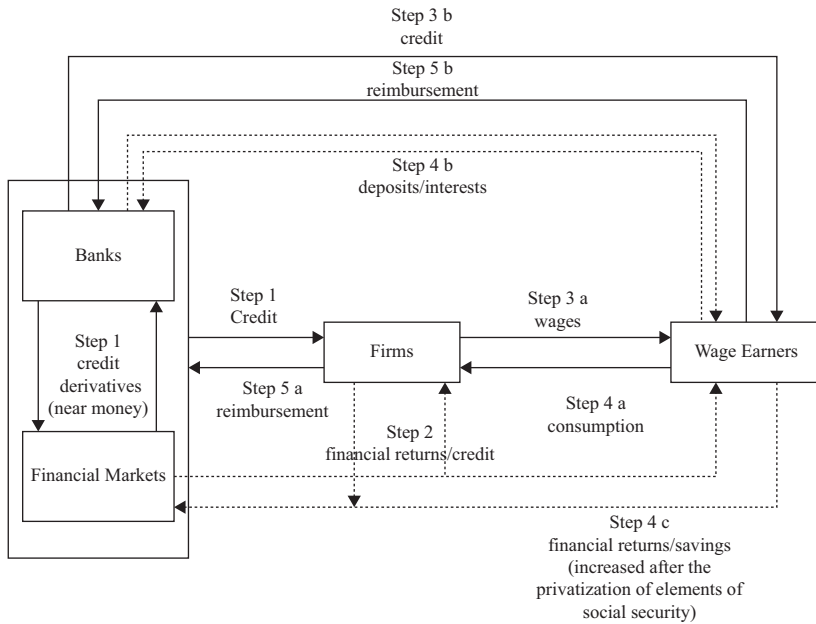 Step 3 b
credit
Step 5 b
reimbursement
Step 4 b
deposits/interests
Banks
Step 1
credit
derivatives
(near money)
Financial Markets
Step 1
Credit
Firms
Step 5 a
reimbursement
Step 2
financial returns/credit
Step 3 a
wages
Wage Earners
Step 4 a
consumption
Step 4 c
financial returns/savings
(increased after the
privatization of elements of
social security)